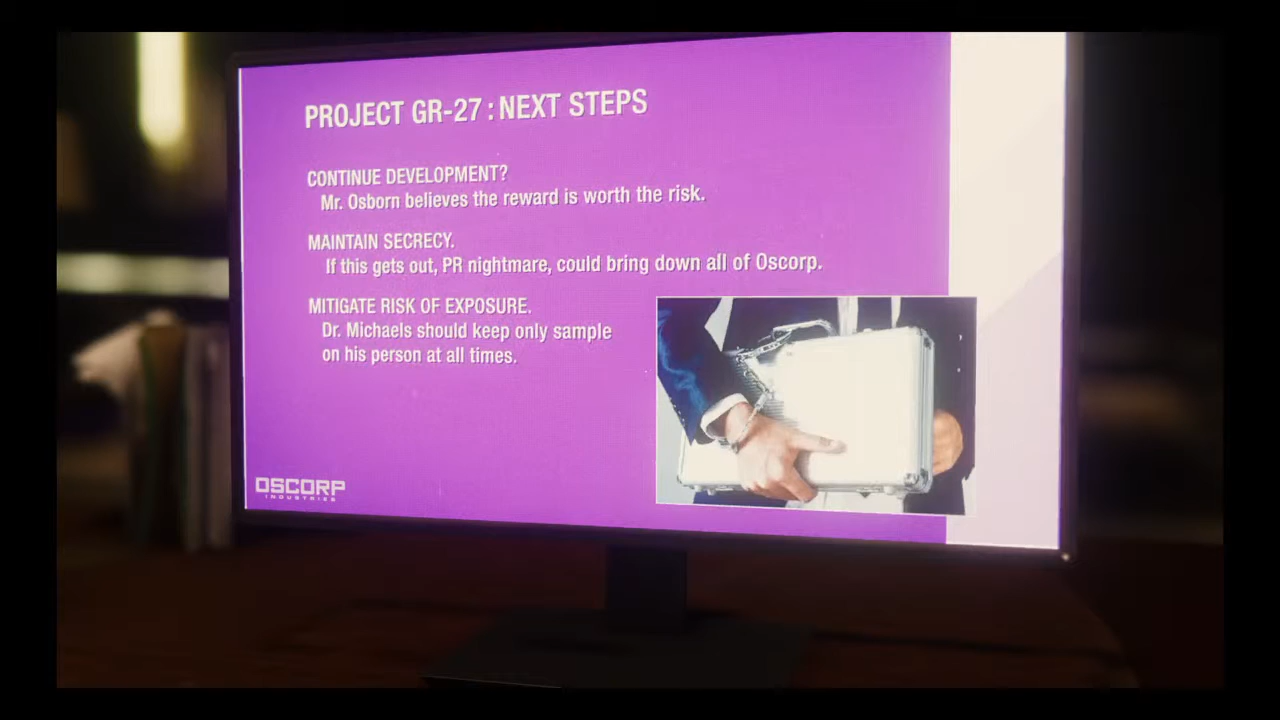 PROJECT GR-27 : NEXT STEPS
CONTINUE DEVELOPMENT?
Mr. Osborn believes the reward is worth the risk.
MAINTAIN SECRECY.
If this gets out, PR nightmare, could bring down all of Oscorp.
MITIGATE RISK OF EXPOSURE.
Dr. Michaels should keep only sample
on his person at all times.
OSCORP
INDUSTRIES